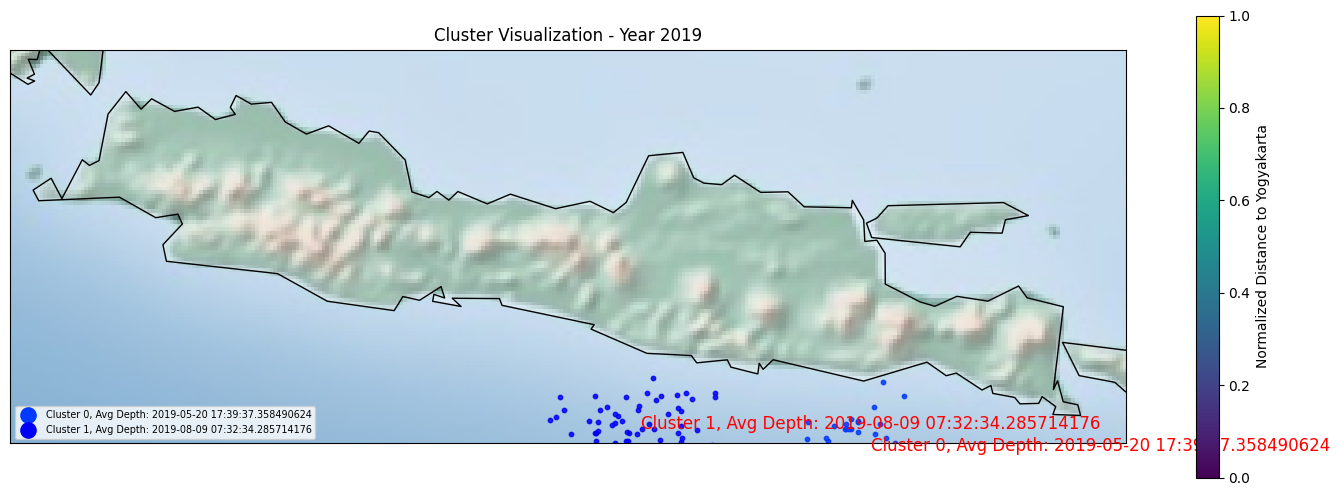 Cluster Visualization - Year 2019
1.0
0.8
0.6
0.4
0.2
0.0
Normalized Distance to Yogyakarta
Cluster 0, Avg Depth: 2019-05-20 17:39:37.358490624
Cluster 1, Avg Depth: 2019-08-09 07:32:34.285714176
Cluster 1, Avg Depth: 2019-08-09 07:32:34.285714176
Cluster 0, Avg Depth: 2019-05-20 17:39:37.358490624